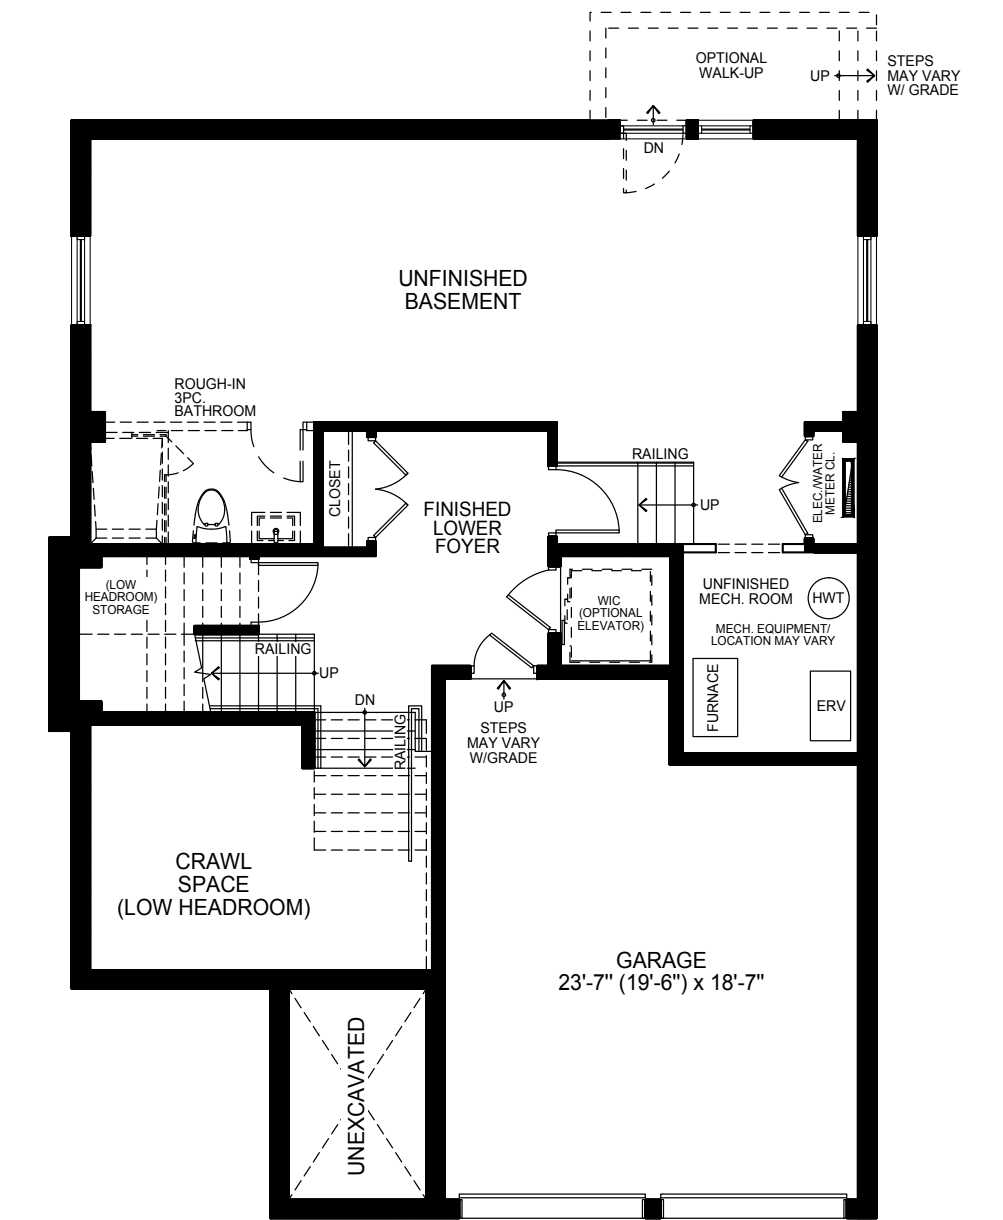 OPTIONAL
WALK-UP
UP
STEPS
MAY VARY
W/ GRADE
DN
UNFINISHED
BASEMENT
ROUGH-IN
3PC.
BATHROOM
CLOSET
FINISHED
LOWER
FOYER
RAILING
UP
ELEC./WATER
METER CL.
(LOW
HEADROOM)
STORAGE
WIC
(OPTIONAL
ELEVATOR)
UNFINISHED
MECH. ROOM
HWT
MECH. EQUIPMENT/
LOCATION MAY VARY
RAILING
UP
FURNACE
ERV
DN
RAILING
UP
STEPS
MAY VARY
W/GRADE
CRAWL
SPACE
(LOW HEADROOM)
GARAGE
23'-7" (19'-6") x 18'-7"
UNEXCAVATED